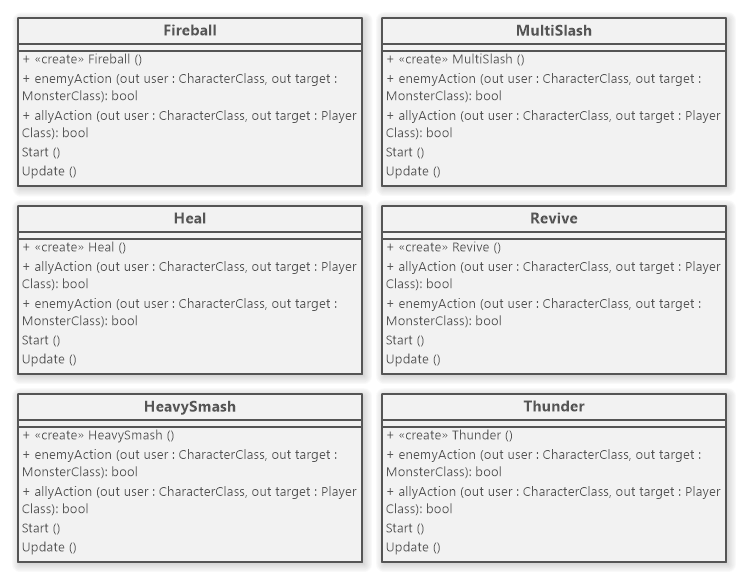 Fireball
+ «create» Fireball ()
+ enemyAction (out user : CharacterClass, out target :
MonsterClass): bool
+ allyAction (out user : CharacterClass, out target : Player
Class): bool
Start ()
Update ()
MultiSlash
+ «create» MultiSlash ()
+ enemyAction (out user : CharacterClass, out target :
MonsterClass): bool
+ allyAction (out user : CharacterClass, out target : Player
Class): bool
Start ()
Update ()
Heal
+ «create» Heal ()
+ allyAction (out user : CharacterClass, out target : Player
Class): bool
+ enemyAction (out user : CharacterClass, out target :
MonsterClass): bool
Start ()
Update ()
Revive
+ «create» Revive ()
+ allyAction (out user : CharacterClass, out target : Player
Class): bool
+ enemyAction (out user : CharacterClass, out target :
MonsterClass): bool
Start ()
Update ()
HeavySmash
+ «create» HeavySmash ()
+ enemyAction (out user : CharacterClass, out target :
MonsterClass): bool
+ allyAction (out user : CharacterClass, out target : Player
Class): bool
Start ()
Update ()
Thunder
+ «create» Thunder ()
+ enemyAction (out user : CharacterClass, out target :
MonsterClass): bool
+ allyAction (out user : CharacterClass, out target : Player
Class): bool
Start ()
Update ()